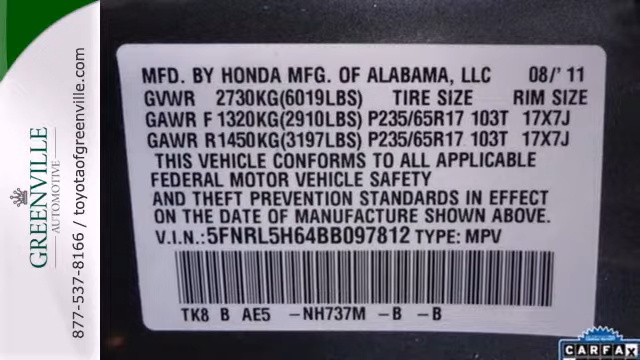 MFD. BY HONDA MFG. OF ALABAMA, LLC 08/'11
GVWR 2730KG(6019LBS) TIRE SIZE RIM SIZE
GAWR F 1320KG(2910LBS) P235/65R17 103T 17X7J
GAWR R1450KG(3197LBS) P235/65R17 103T 17X7J
THIS VEHICLE CONFORMS TO ALL APPLICABLE
FEDERAL MOTOR VEHICLE SAFETY
AND THEFT PREVENTION STANDARDS IN EFFECT
ON THE DATE OF MANUFACTURE SHOWN ABOVE.
V.I.N.:5FNRL5H64BB097812 TYPE: MPV
TK8 B AE5 -NH737M -B -B
GREENVILLE
AUTOMOTIVE
877-537-8166 / toyotaofgreenville.com
CARFAX